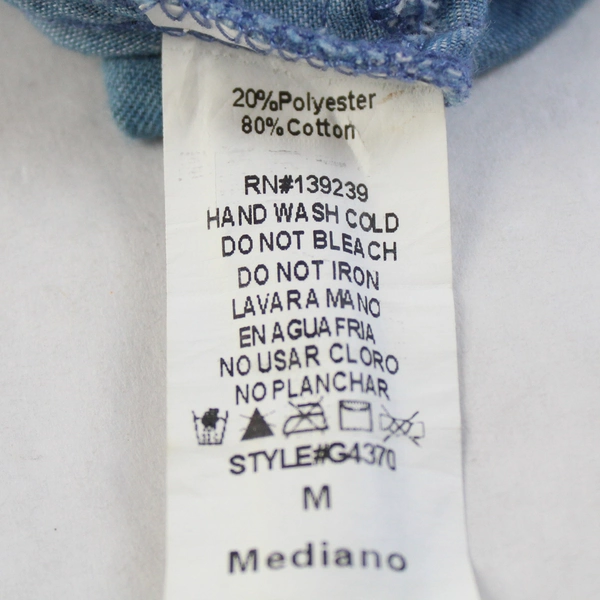 20%Polyester
80%Cotton
RN#139239
HAND WASH COLD
DO NOT BLEACH
DO NOT IRON
LAVAR A MANO
EN AGUA FRIA
NO USAR CLORO
NO PLANCHAR
STYLE#G4370
M
Mediano